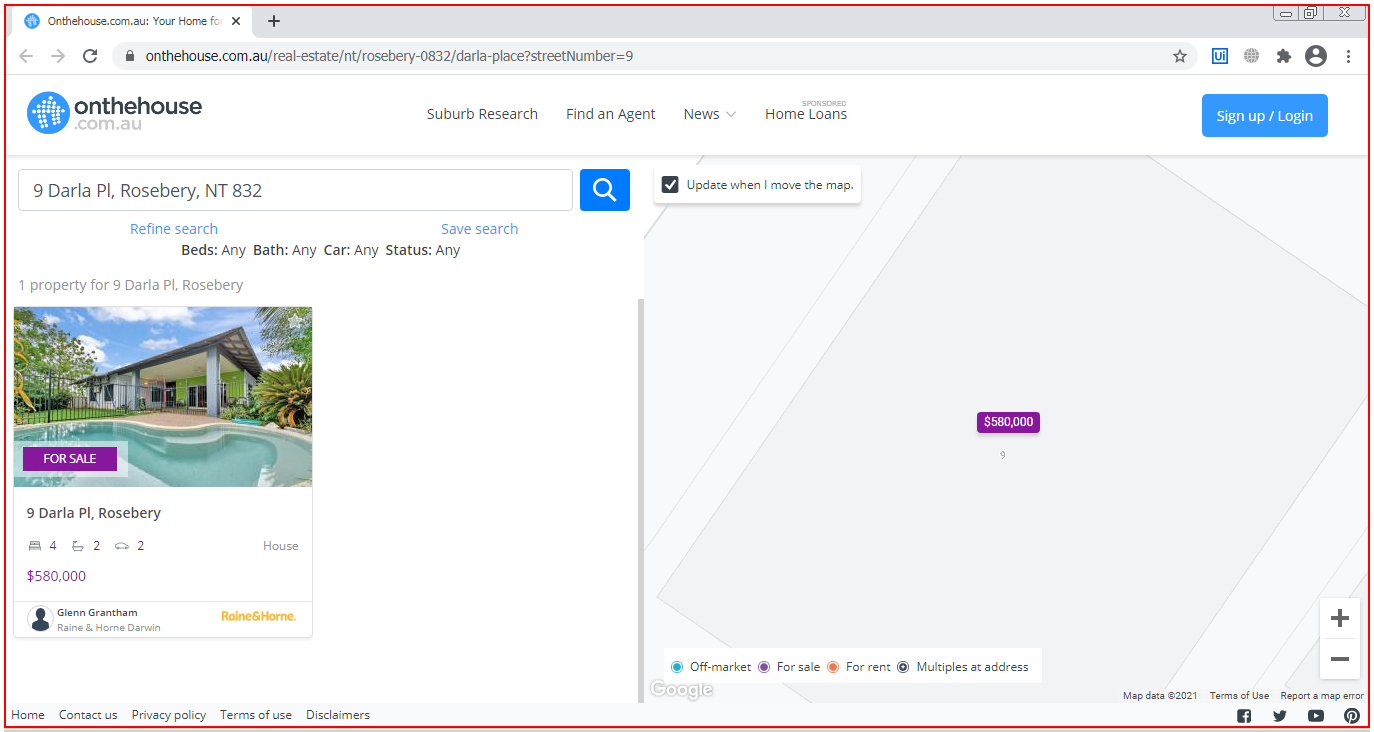 Onthehouse.com.au: Your Home for
onthehouse.com.au/real-estate/nt/rosebery-0832/darla-place?streetNumber=9
Ui
onthehouse
.com.au
Suburb Research
Find an Agent
News
SPONSORED
Home Loans
Sign up / Login
9 Darla Pl, Rosebery, NT 832
Update when I move the map.
Refine search
Save search
Beds: Any Bath: Any Car: Any Status: Any
1 property for 9 Darla Pl, Rosebery
FOR SALE
9 Darla Pl, Rosebery
4 2 2 House
$580,000
Glenn Grantham
Raine & Horne Darwin
Raine&Horne.
$580,000
9
Off-market For sale For rent Multiples at address
Google
Map data ©2021 Terms of Use Report a map error
Home Contact us Privacy policy Terms of use Disclaimers